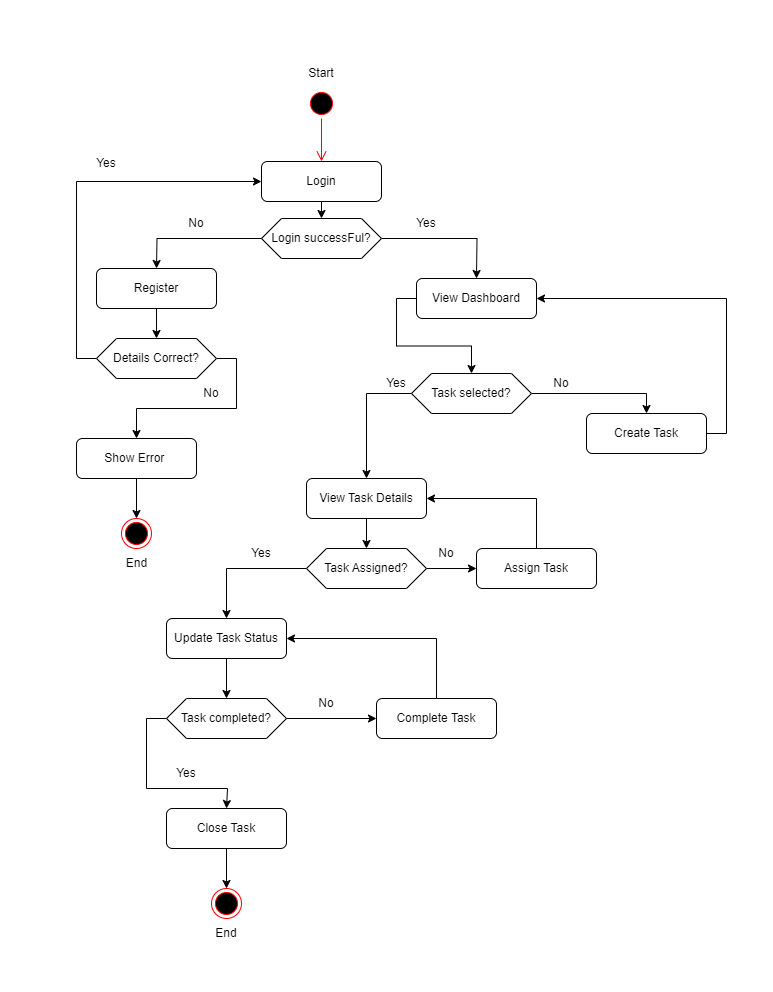 Start
Yes
Login
No
Login successFul?
Yes
Register
View Dashboard
Details Correct?
Yes
Task selected?
No
No
Create Task
Show Error
View Task Details
End
Yes
Task Assigned?
No
Assign Task
Update Task Status
No
Task completed?
Complete Task
Yes
Close Task
End